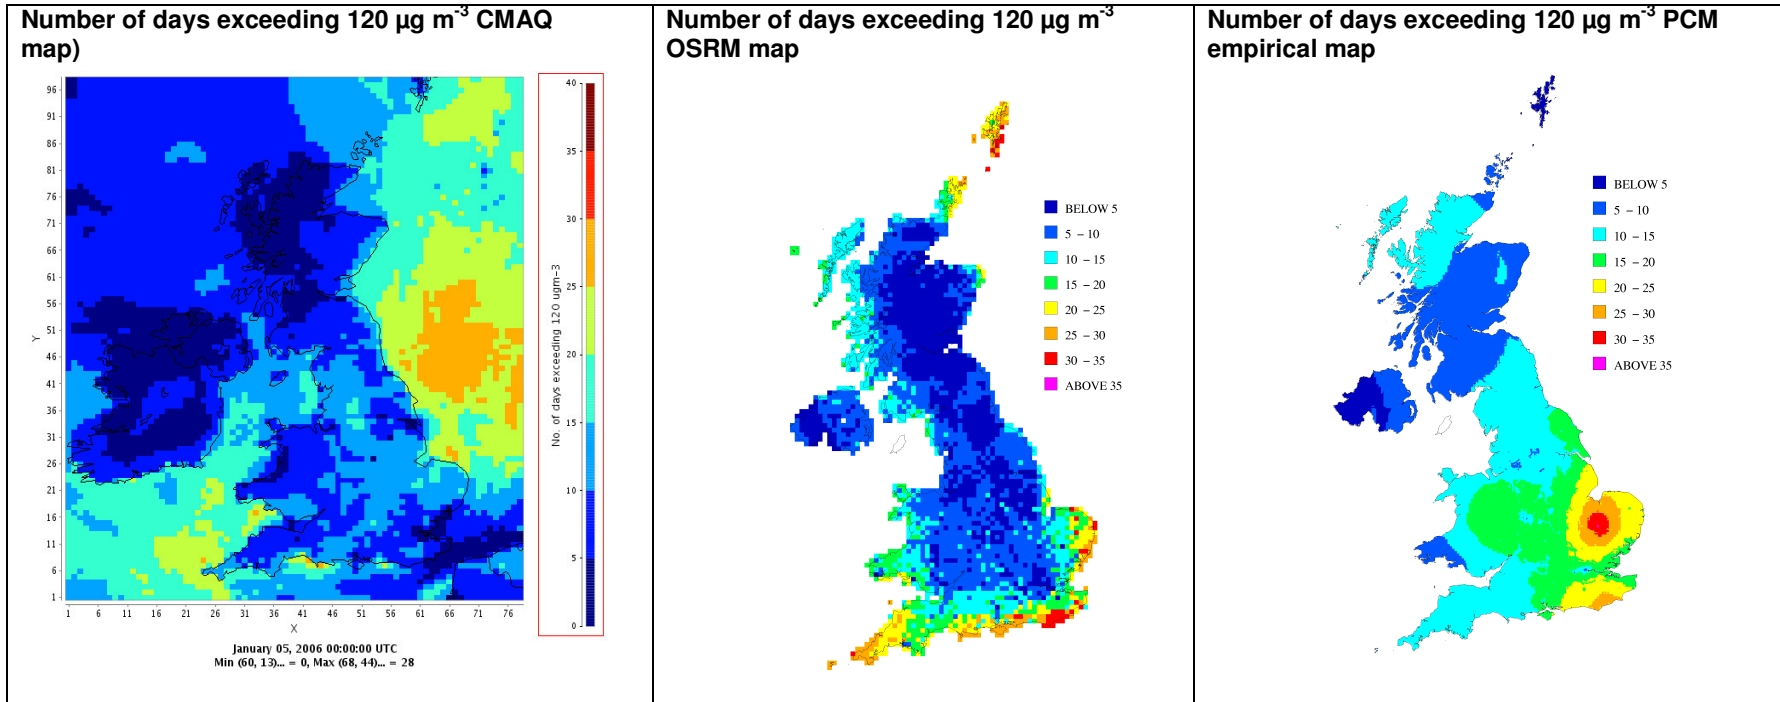 Number of days exceeding 120 µg m-3 CMAQ
map)
96
91
86
81
76
71
66
61
56
51
46
41
36
31
26
21
16
11
6
1
Y
1 6 11 16 21 26 31 36 41 46 51 56 61 66 71 76
X
January 05, 2006 00:00:00 UTC
Min (60, 13)... = 0, Max (68, 44)... = 28
No. of days exceeding 120 ugm-3
40
35
30
25
20
15
10
5
0
Number of days exceeding 120 µg m-3
OSRM map
BELOW 5
5 - 10
10 - 15
15 - 20
20 - 25
25 - 30
30 - 35
ABOVE 35
Number of days exceeding 120 µg m-3 PCM
empirical map
BELOW 5
5 - 10
10 - 15
15 - 20
20 - 25
25 - 30
30 - 35
ABOVE 35